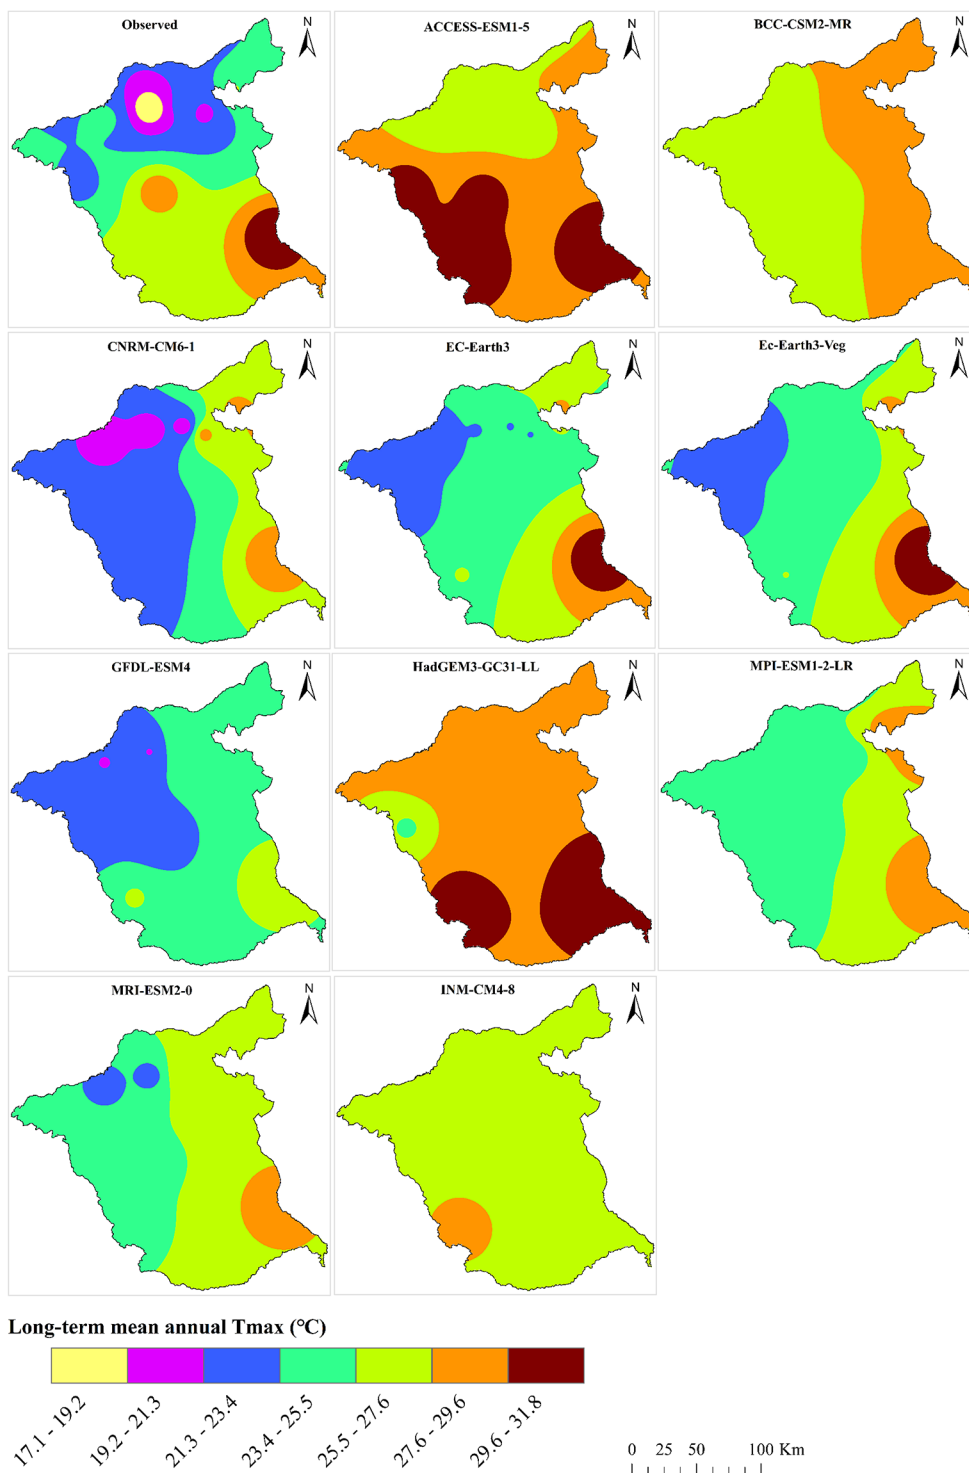 Observed
N
ACCESS-ESM1-5
N
BCC-CSM2-MR
N
CNRM-CM6-1
N
EC-Earth3
N
Ec-Earth3-Veg
N
GFDL-ESM4
N
HadGEM3-GC31-LL
N
MPI-ESM1-2-LR
N
MRI-ESM2-0
N
INM-CM4-8
N
Long-term mean annual Tmax (°C)
17.1 - 19.2
19.2 - 21.3
21.3 - 23.4
23.4 - 25.5
25.5 - 27.6
27.6 - 29.6
29.6 - 31.8
0 25 50 100 Km